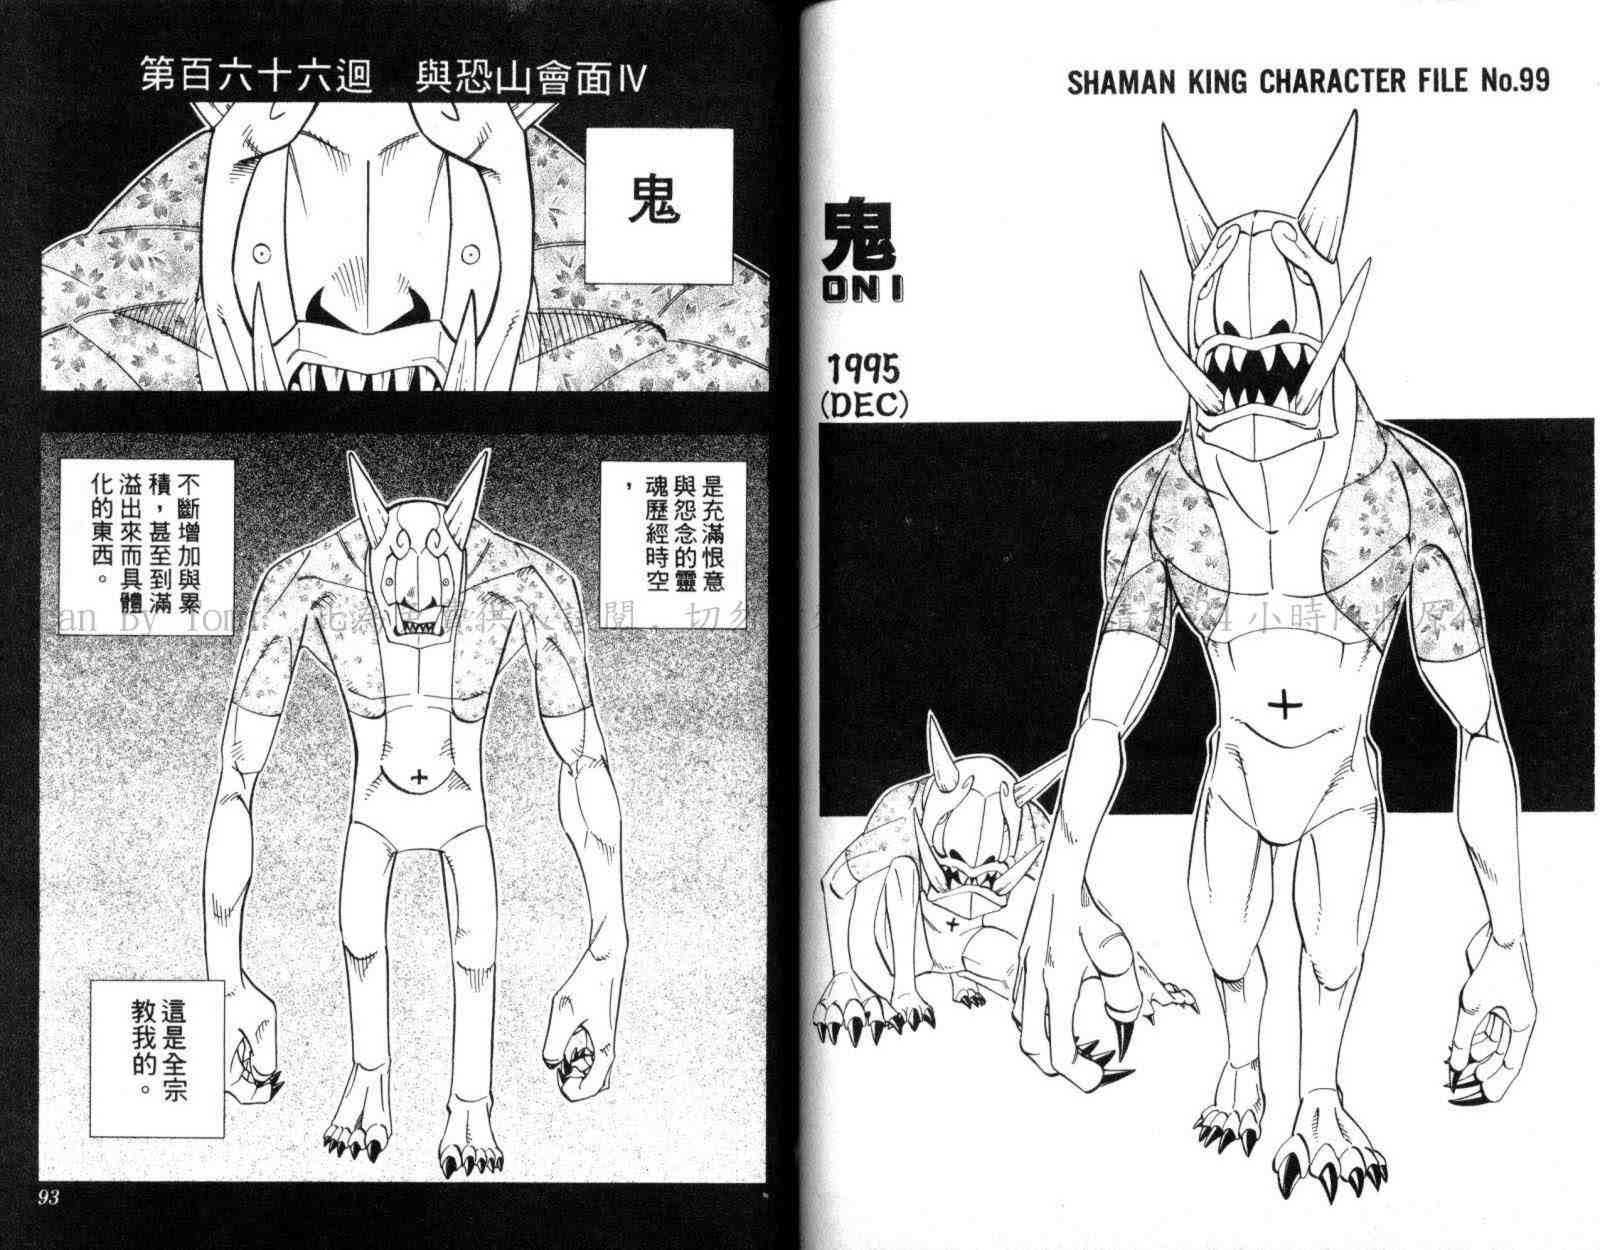 SHAMAN KING CHARACTER FILE No.99
鬼
ONI
1995
(DEC)
第百六十六迴　與恐山會面Ⅳ
鬼
是充滿恨意
與怨念的靈
魂歷經時空
，
不斷增加與累
積，甚至到滿
溢出來而具體
化的東西。
這是全宗
教我的。
93